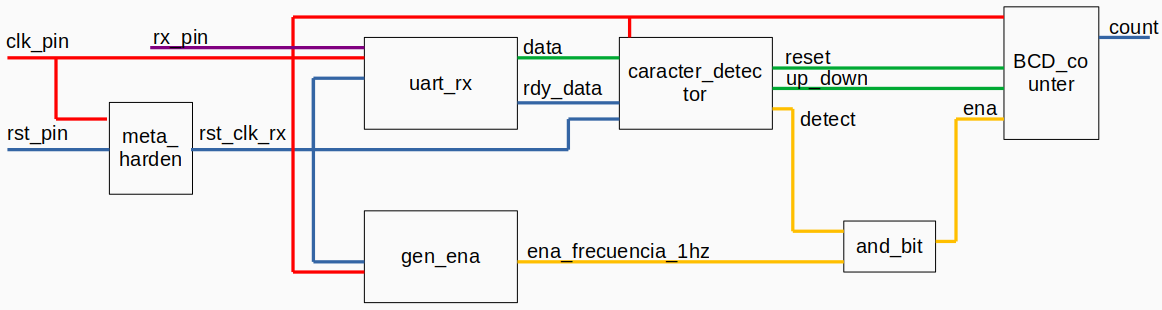 clk_pin
rx_pin
data
count
uart_rx
caracter_detec
tor
reset
up_down
BCD_co
unter
rdy_data
ena
detect
rst_pin
meta_
harden
rst_clk_rx
gen_ena
ena_frecuencia_1hz
and_bit